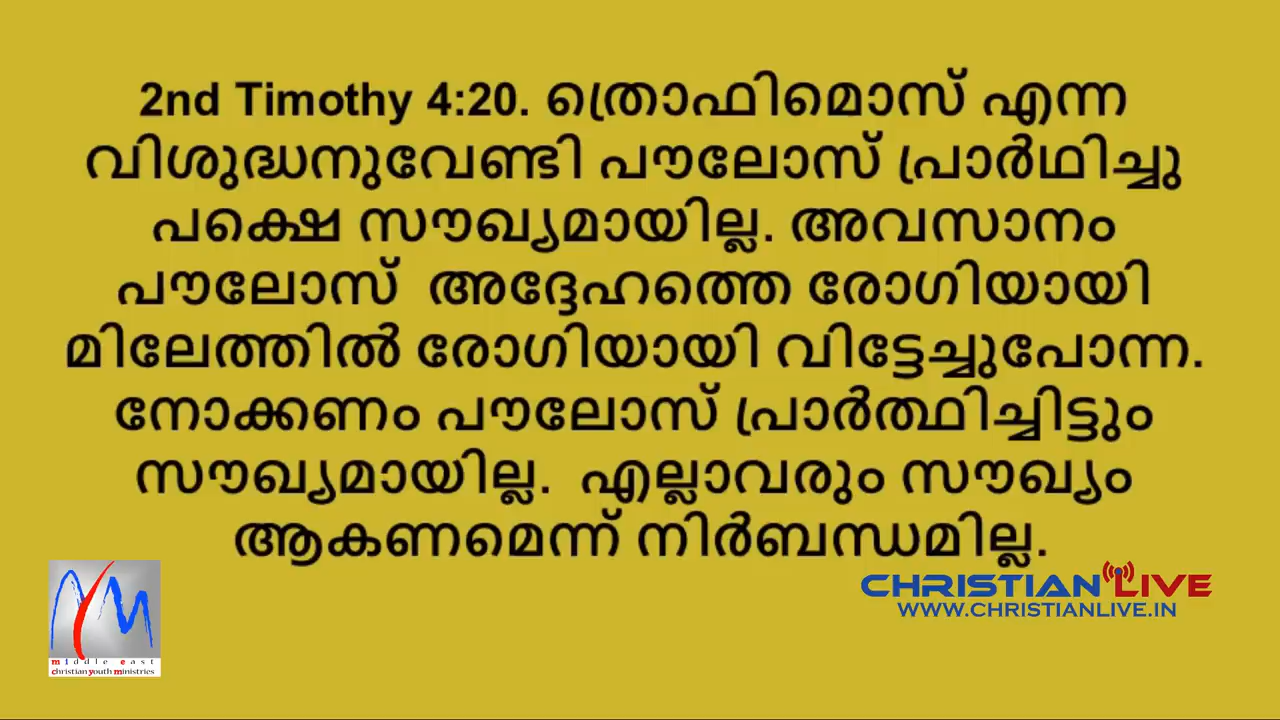 2nd Timothy 4:20. ത്രൊഫിമൊസ് എന്ന
വിശുദ്ധനുവേണ്ടി പൗലോസ് പ്രാർഥിച്ചു
പക്ഷെ സൗഖ്യമായില്ല. അവസാനം
പൗലോസ് അദ്ദേഹത്തെ രോഗിയായി
മിലേത്തിൽ രോഗിയായി വിട്ടേച്ചുപോന്ന.
നോക്കണം പൗലോസ് പ്രാർത്ഥിച്ചിട്ടും
സൗഖ്യമായില്ല. എല്ലാവരും സൗഖ്യം
ആകണമെന്ന് നിർബന്ധമില്ല.
CHRISTIAN LIVE
WWW.CHRISTIANLIVE.IN
middle east
christian youth ministries